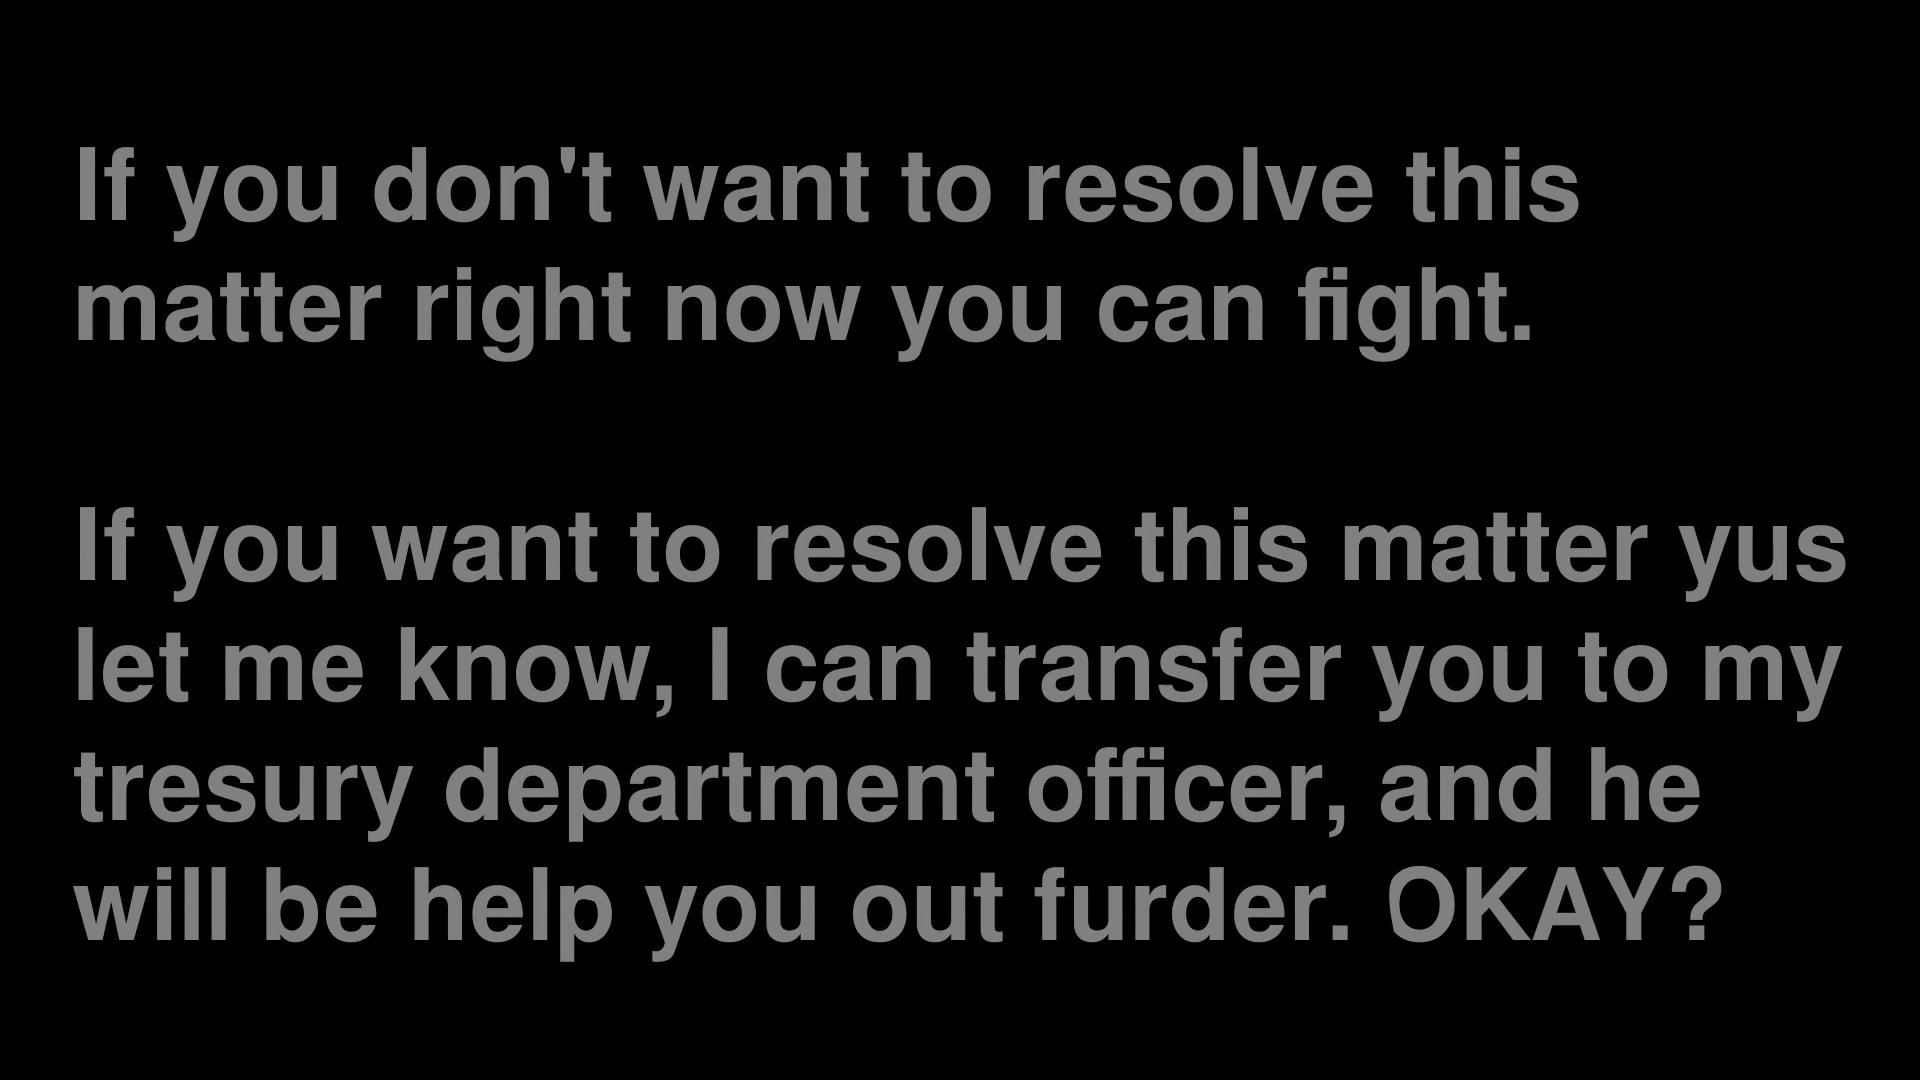 If you don't want to resolve this
matter right now you can fight.
If you want to resolve this matter yus
let me know, I can transfer you to my
tresury department officer, and he
will be help you out furder. OKAY?